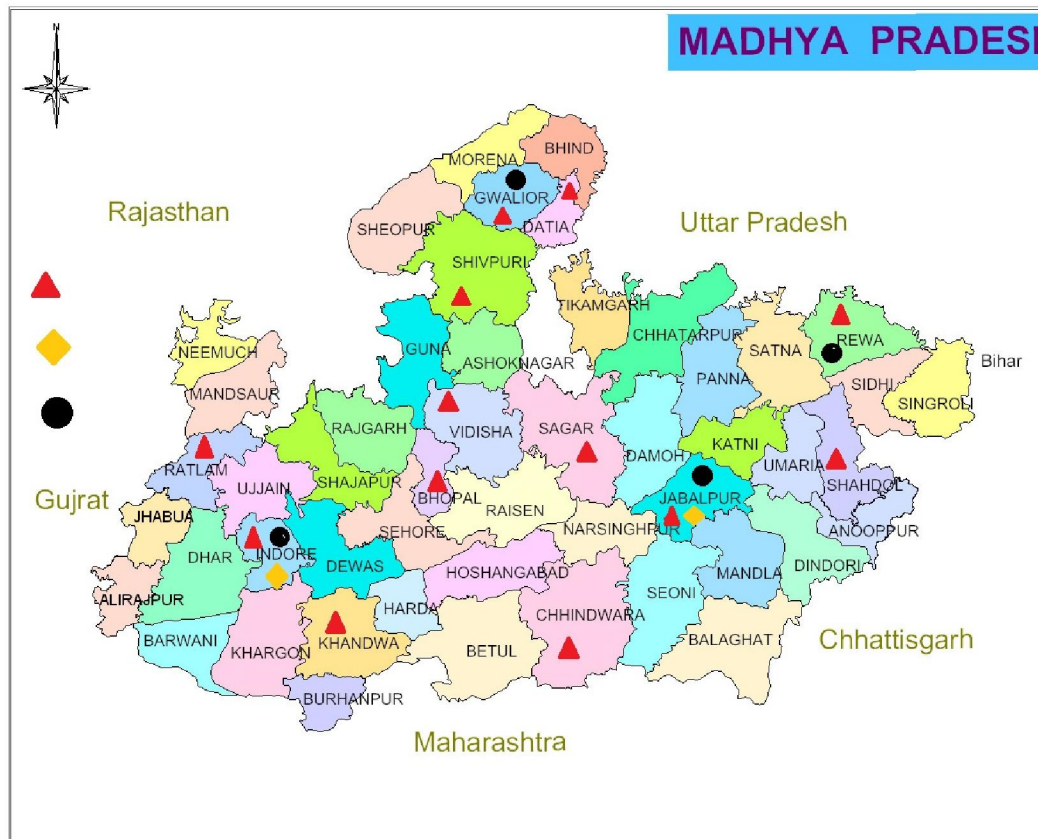 N
MADHYA PRADESH
BHIND
MORENA
Rajasthan
GWALIOR
Uttar Pradesh
SHEOPUR
DATIA
SHIVPURI
TIKAMGARH
CHHATARPUR
REWA
GUNA
SATNA
NEEMUCH
ASHOKNAGAR
Bihar
PANNA
SIDHI
MANDSAUR
SINGROLI
RAJGARH
VIDISHA
SAGAR
KATNI
DAMOH
RATLAM
UMARIA
UJJAIN
SHAJAPUR
SHAHDOL
Gujrat
BHOPAL
JABALPUR
RAISEN
JHABUA
NARSINGHPUR
ANOOPPUR
SEHORE
INDORE
DHAR
DEWAS
DINDORI
HOSHANGABAD
MANDLA
SEONI
ALIRAJPUR
HARDA
CHHINDWARA
BARWANI
KHANDWA
BALAGHAT
Chhattisgarh
KHARGON
BETUL
BURHANPUR
Maharashtra